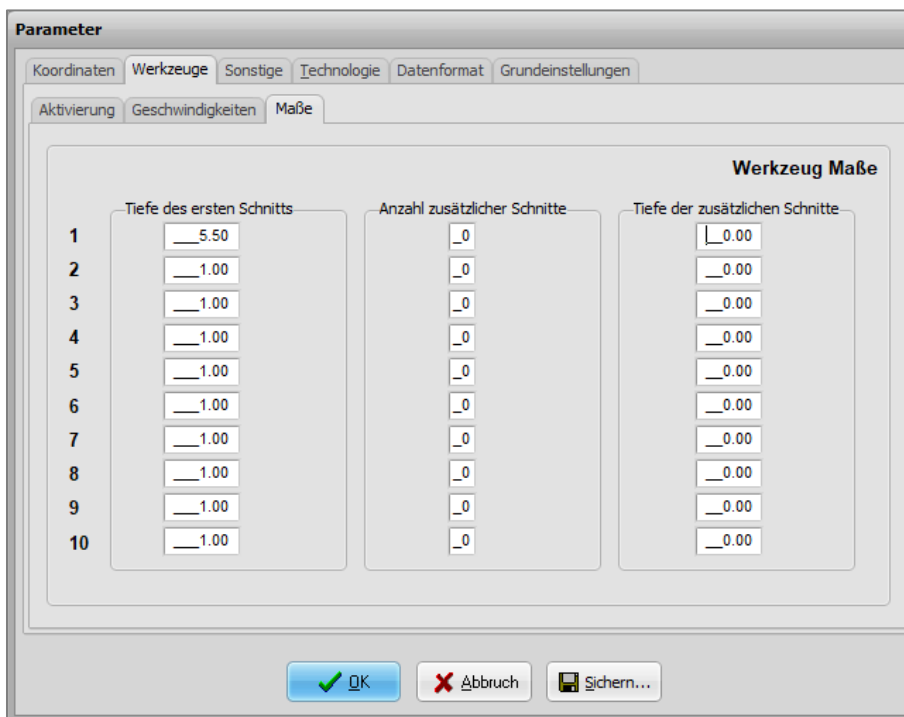 Parameter
Koordinaten Werkzeuge Sonstige Technologie Datenformat Grundeinstellungen
Aktivierung Geschwindigkeiten Maße
Werkzeug Maße
Tiefe des ersten Schnitts Anzahl zusätzlicher Schnitte Tiefe der zusätzlichen Schnitte
1 ___5.50 _0 __0.00
2 ___1.00 _0 __0.00
3 ___1.00 _0 __0.00
4 ___1.00 _0 __0.00
5 ___1.00 _0 __0.00
6 ___1.00 _0 __0.00
7 ___1.00 _0 __0.00
8 ___1.00 _0 __0.00
9 ___1.00 _0 __0.00
10 ___1.00 _0 __0.00
OK Abbruch Sichern...